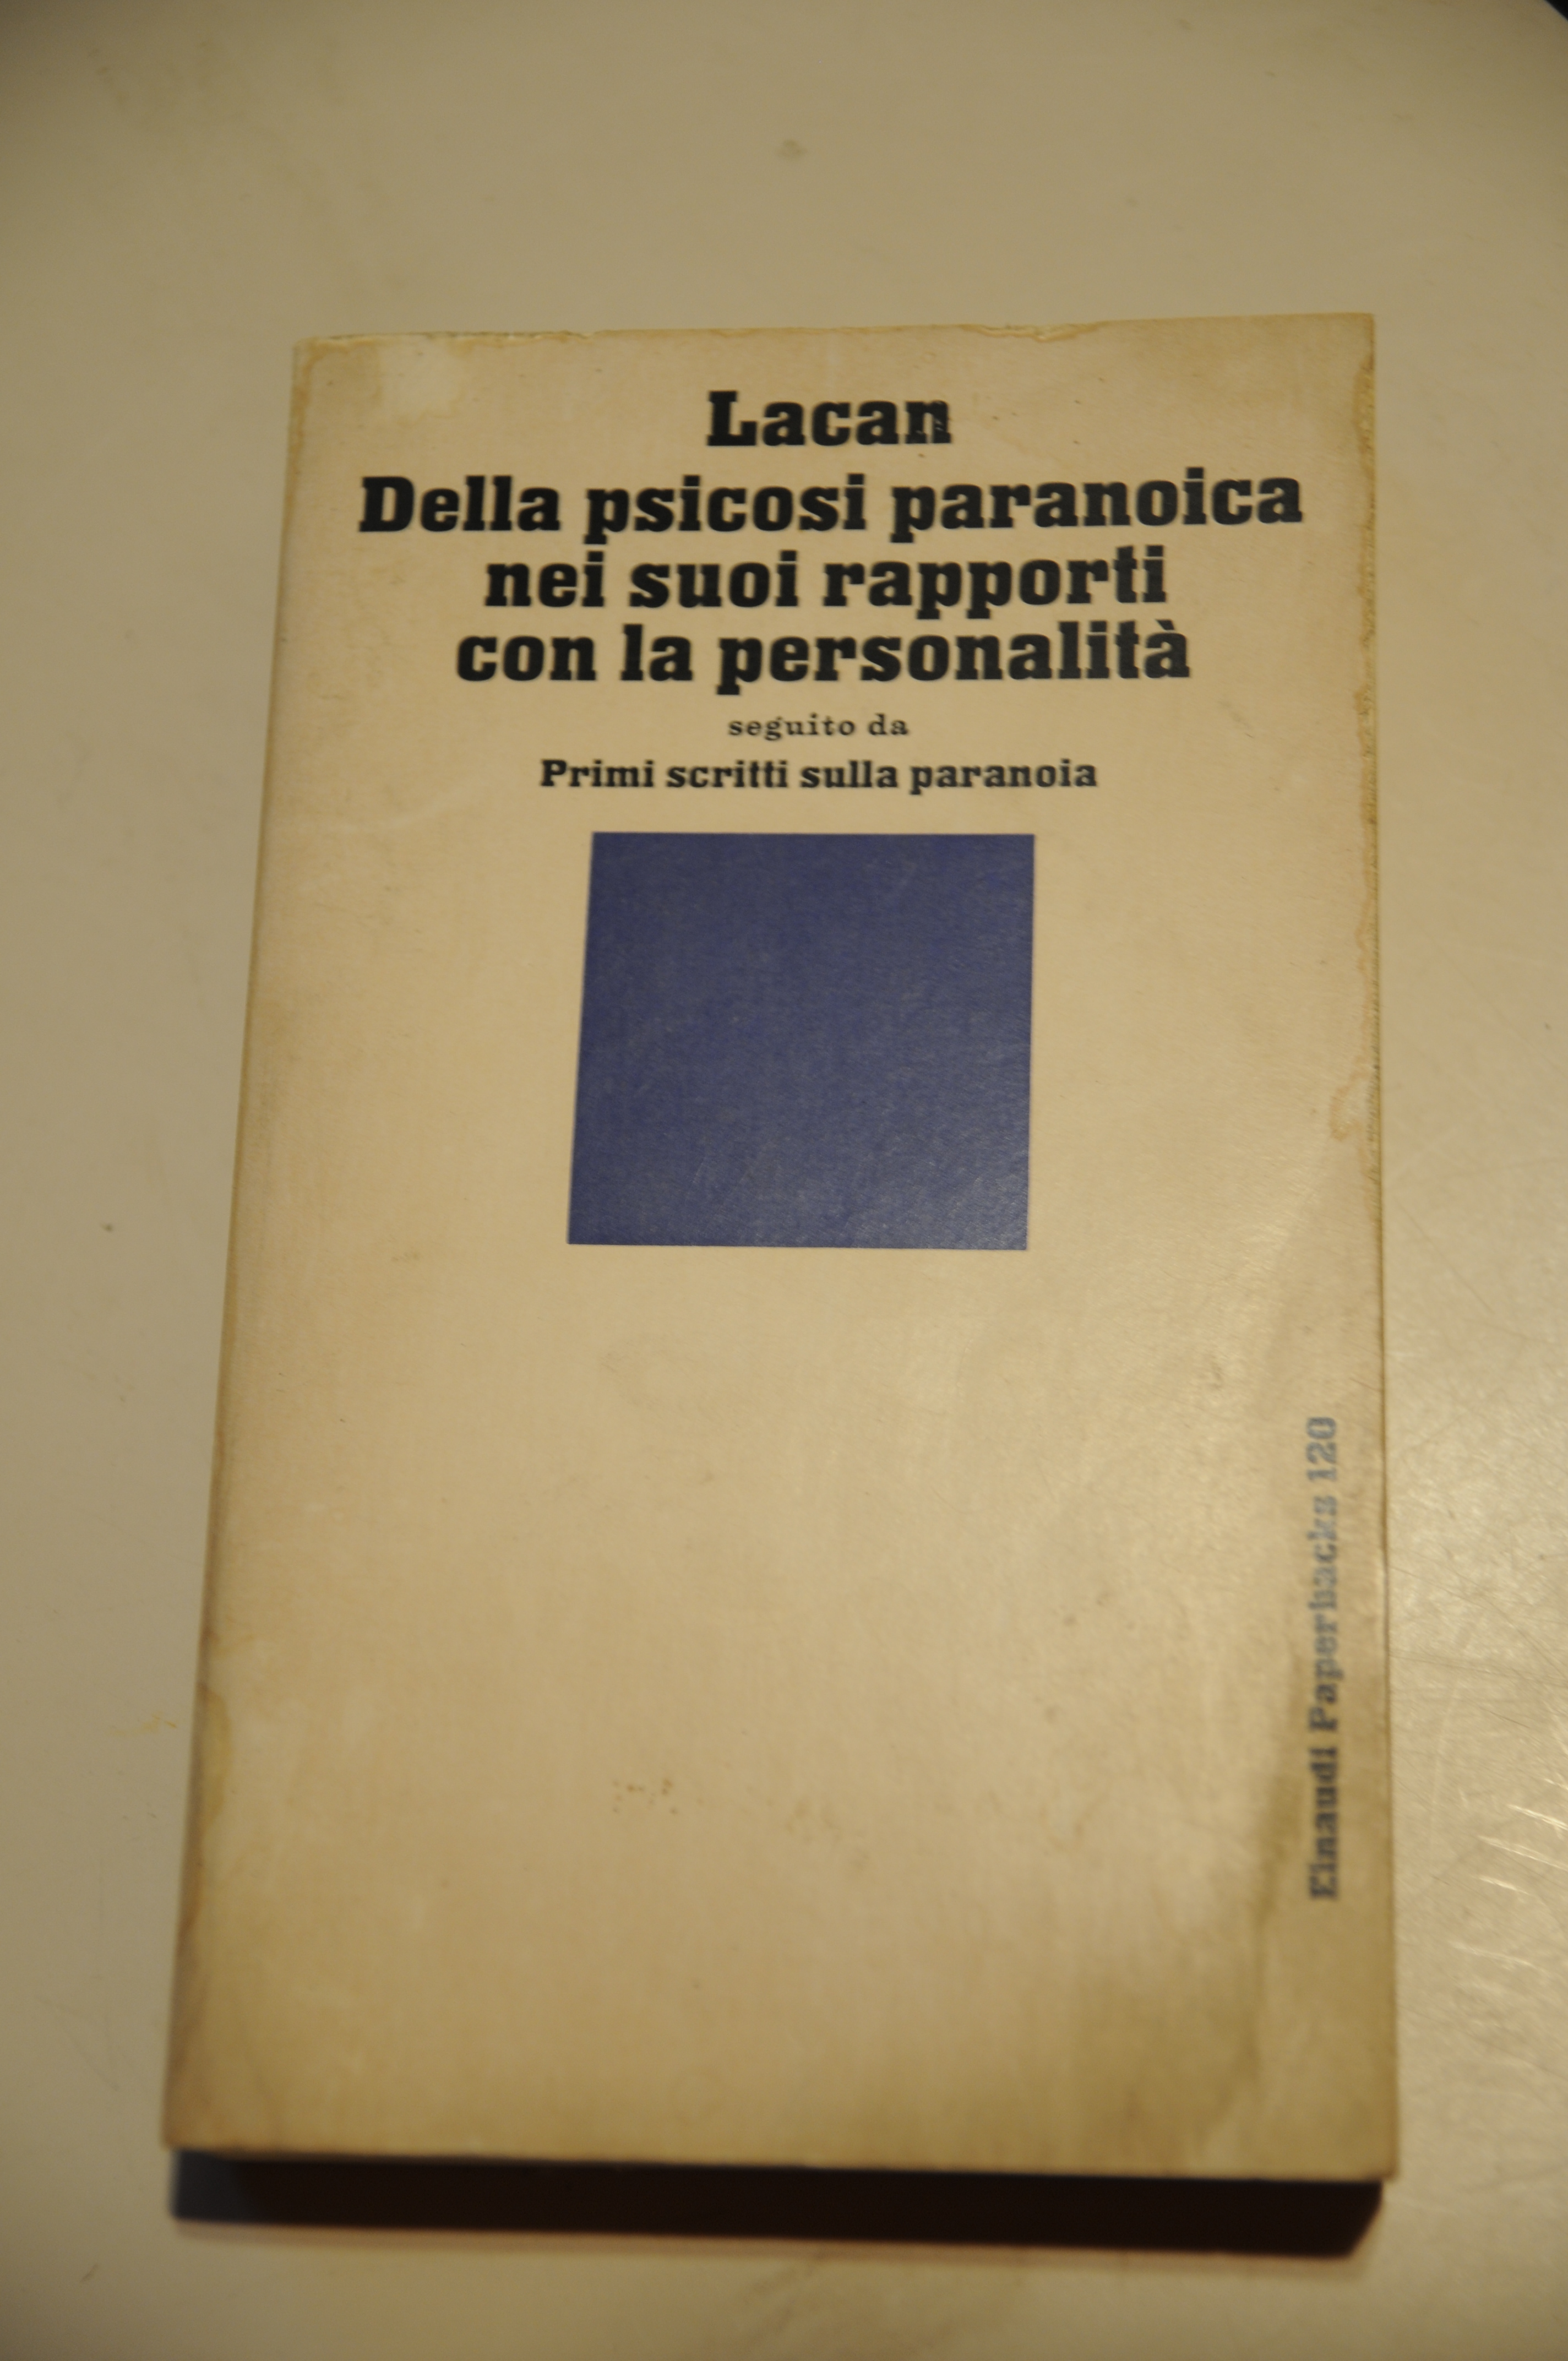 Lacan
Della psicosi paranoica
nei suoi rapporti
con la personalità
seguito da
Primi scritti sulla paranoia
Einaudi Paperbacks 120